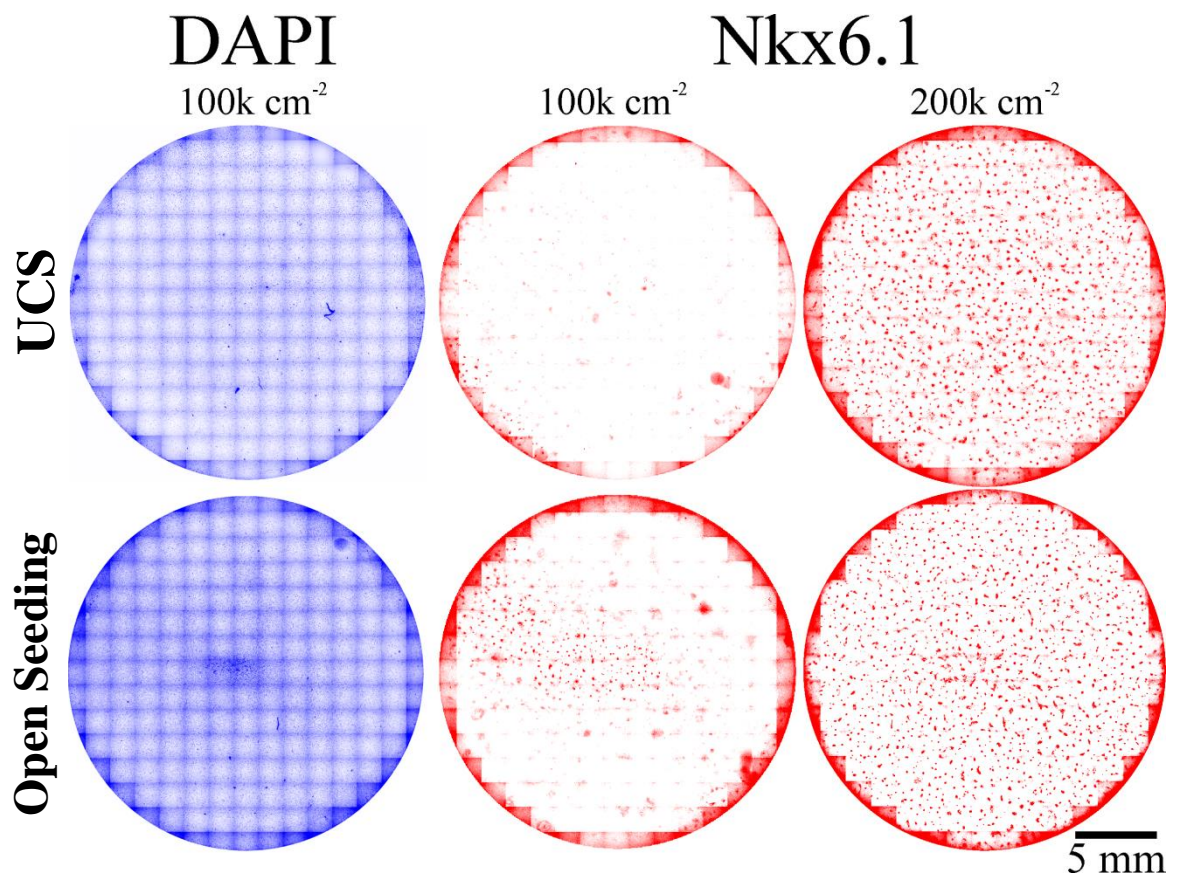 DAPI
Nkx6.1
100k cm⁻²
100k cm⁻²
200k cm⁻²
UCS
Open Seeding
5 mm